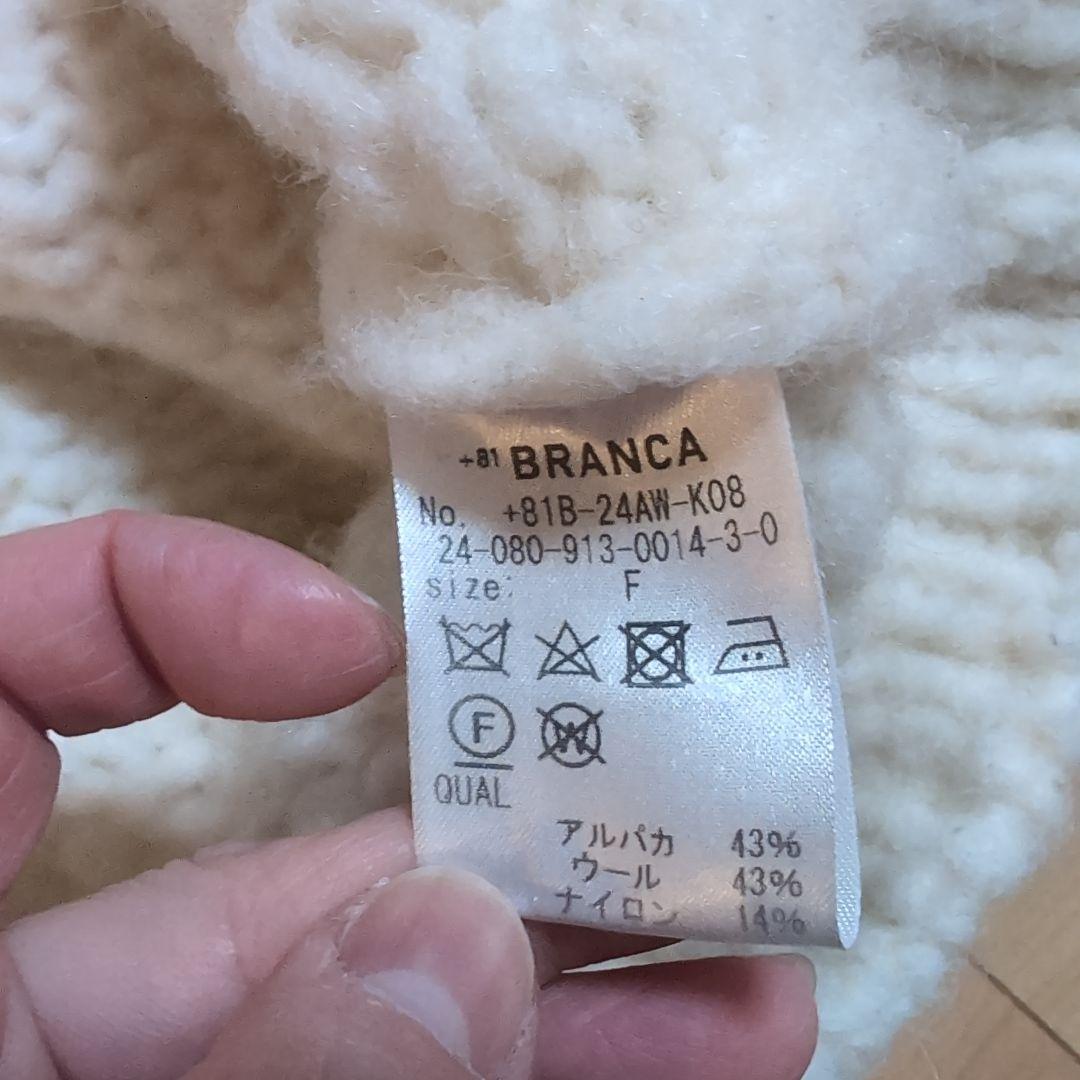 +81 BRANCA
No. +81B-24AW-K08
24-080-913-0014-3-0
size: F
F W
QUAL
アルパカ 43%
ウール 43%
ナイロン 14%